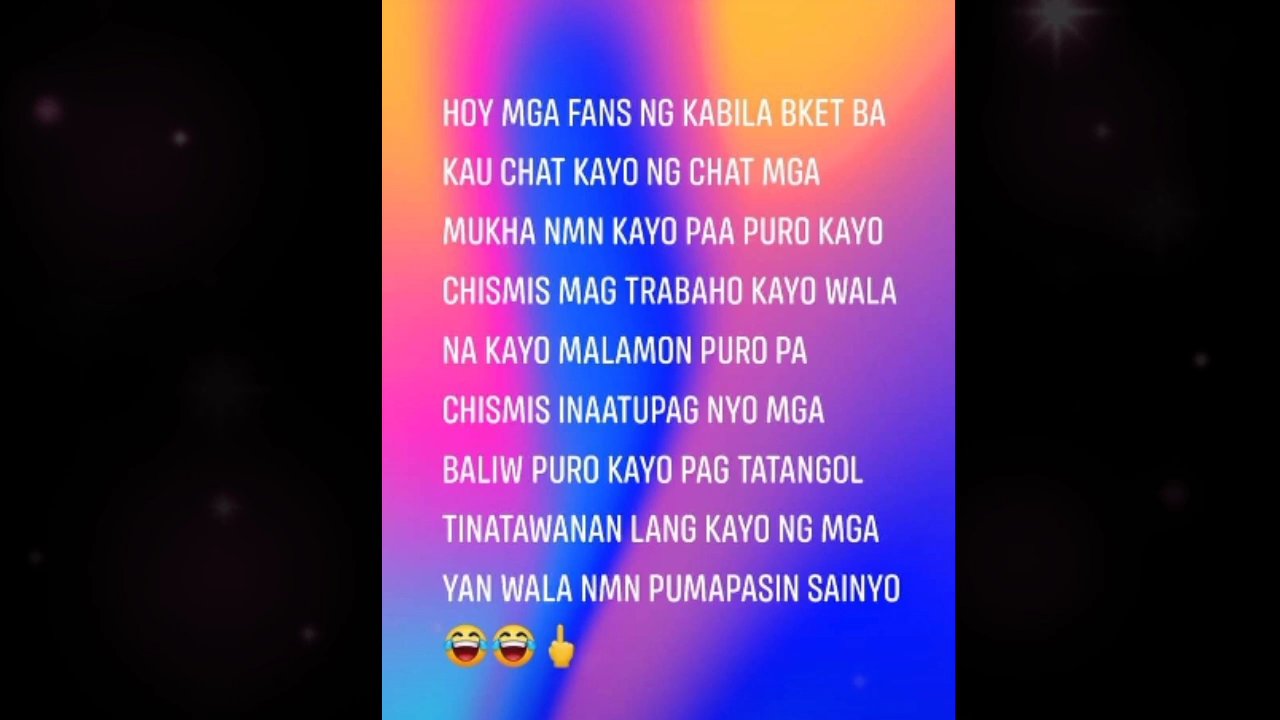 HOY MGA FANS NG KABILA BKET BA
KAU CHAT KAYO NG CHAT MGA
MUKHA NMN KAYO PAA PURO KAYO
CHISMIS MAG TRABAHO KAYO WALA
NA KAYO MALAMON PURO PA
CHISMIS INAATUPAG NYO MGA
BALIW PURO KAYO PAG TATANGOL
TINATAWANAN LANG KAYO NG MGA
YAN WALA NMN PUMAPASIN SAINYO
😂😂🖕